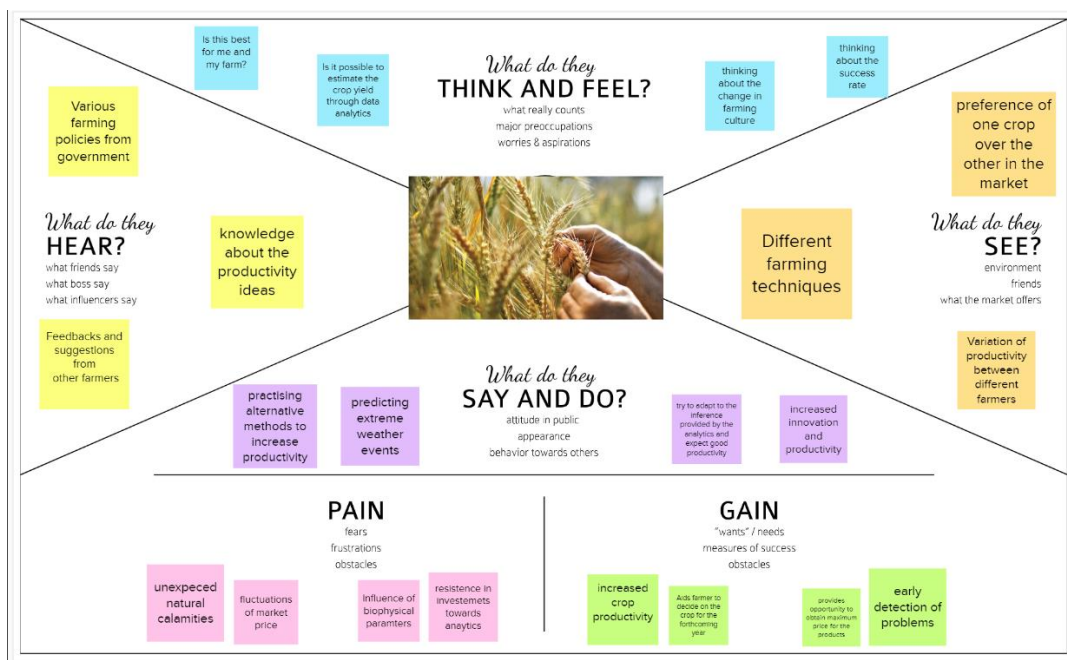 Is this best
for me and
my farm?
Is it possible to
estimate the
crop yield
through data
analytics
What do they
THINK AND FEEL?
what really counts
major preoccupations
worries & aspirations
thinking
about the
change in
farming
culture
thinking
about the
success
rate
Various
farming
policies from
government
What do they
HEAR?
what friends say
what boss say
what influencers say
knowledge
about the
productivity
ideas
Feedbacks and
suggestions
from
other farmers
preference of
one crop
over the
other in the
market
Different
farming
techniques
What do they
SEE?
environment
friends
what the market offers
Variation of
productivity
between
different
farmers
What do they
SAY AND DO?
attitude in public
appearance
behavior towards others
practising
alternative
methods to
increase
productivity
predicting
extreme
weather
events
try to adapt to the
inference
provided by the
analytics and
expect good
productivity
increased
innovation
and
productivity
PAIN
fears
frustrations
obstacles
unexpeced
natural
calamities
fluctuations
of market
price
Influence of
biophysical
paramters
resistence in
investemets
towards
anaytics
GAIN
"wants" / needs
measures of success
obstacles
increased
crop
productivity
Aids farmer to
decide on the
crop for the
forthcoming
year
provides
opportunity to
obtain maximum
price for the
products
early
detection of
problems